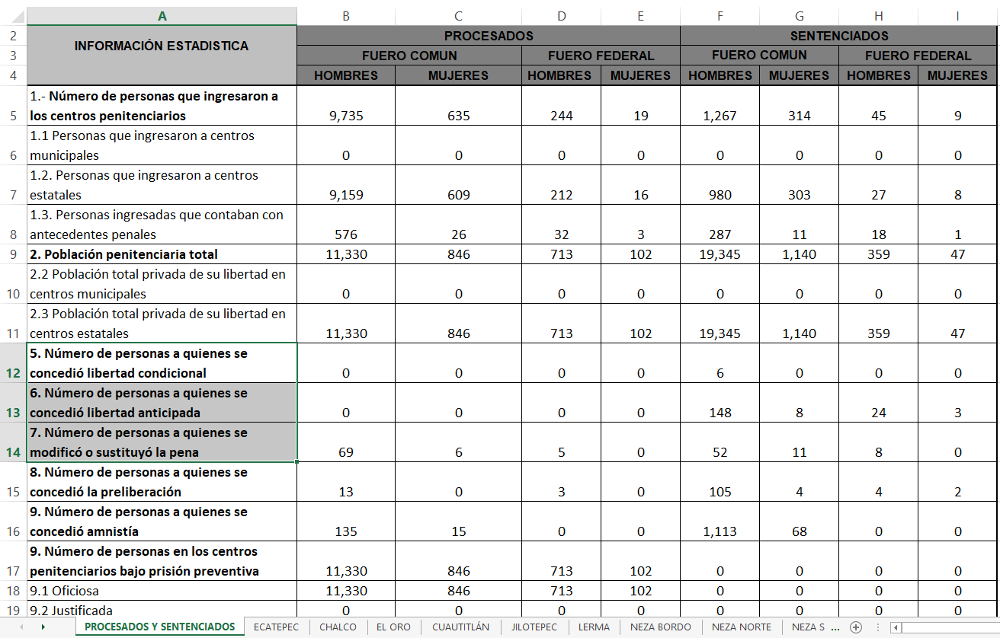 A B C D E F G H I
2 INFORMACIÓN ESTADISTICA PROCESADOS SENTENCIADOS
3 FUERO COMUN FUERO FEDERAL FUERO COMUN FUERO FEDERAL
4 HOMBRES MUJERES HOMBRES MUJERES HOMBRES MUJERES HOMBRES MUJERES
1.- Número de personas que ingresaron a
5 los centros penitenciarios 9,735 635 244 19 1,267 314 45 9
1.1 Personas que ingresaron a centros
6 municipales 0 0 0 0 0 0 0 0
1.2. Personas que ingresaron a centros
7 estatales 9,159 609 212 16 980 303 27 8
1.3. Personas ingresadas que contaban con
8 antecedentes penales 576 26 32 3 287 11 18 1
9 2. Población penitenciaria total 11,330 846 713 102 19,345 1,140 359 47
2.2 Población total privada de su libertad en
10 centros municipales 0 0 0 0 0 0 0 0
2.3 Población total privada de su libertad en
11 centros estatales 11,330 846 713 102 19,345 1,140 359 47
5. Número de personas a quienes se
12 concedió libertad condicional 0 0 0 0 6 0 0 0
6. Número de personas a quienes se
13 concedió libertad anticipada 0 0 0 0 148 8 24 3
7. Número de personas a quienes se
14 modificó o sustituyó la pena 69 6 5 0 52 11 8 0
8. Número de personas a quienes se
15 concedió la preliberación 13 0 3 0 105 4 4 2
9. Número de personas a quienes se
16 concedió amnistía 135 15 0 0 1,113 68 0 0
9. Número de personas en los centros
17 penitenciarios bajo prisión preventiva 11,330 846 713 102 0 0 0 0
18 9.1 Oficiosa 11,330 846 713 102 0 0 0 0
19 9.2 Justificada 0 0 0 0 0 0 0 0
PROCESADOS Y SENTENCIADOS ECATEPEC CHALCO EL ORO CUAUTITLÁN JILOTEPEC LERMA NEZA BORDO NEZA NORTE NEZA S ...